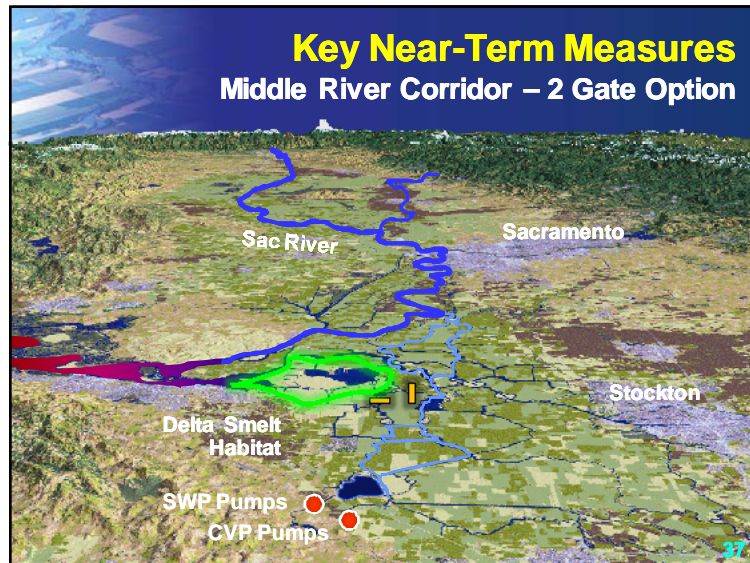 Key Near-Term Measures
Middle River Corridor – 2 Gate Option
Sac River
Sacramento
Stockton
Delta Smelt
Habitat
SWP Pumps
CVP Pumps
37